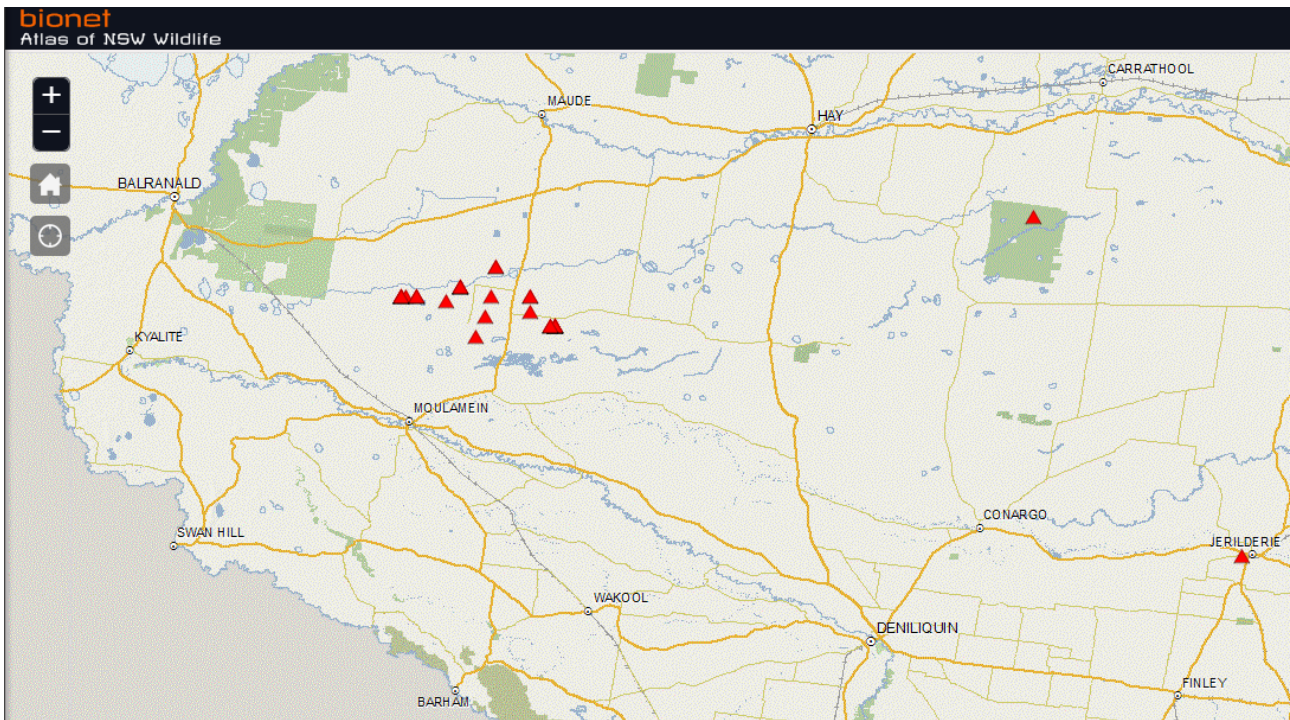 bionet
Atlas of NSW Wildlife
+
−
CARRATHOOL
MAUDE
HAY
BALRANALD
KYALITE
MOULAMEIN
CONARGO
SWAN HILL
JERILDERIE
WAKOOL
DENILIQUIN
FINLEY
BARHAM